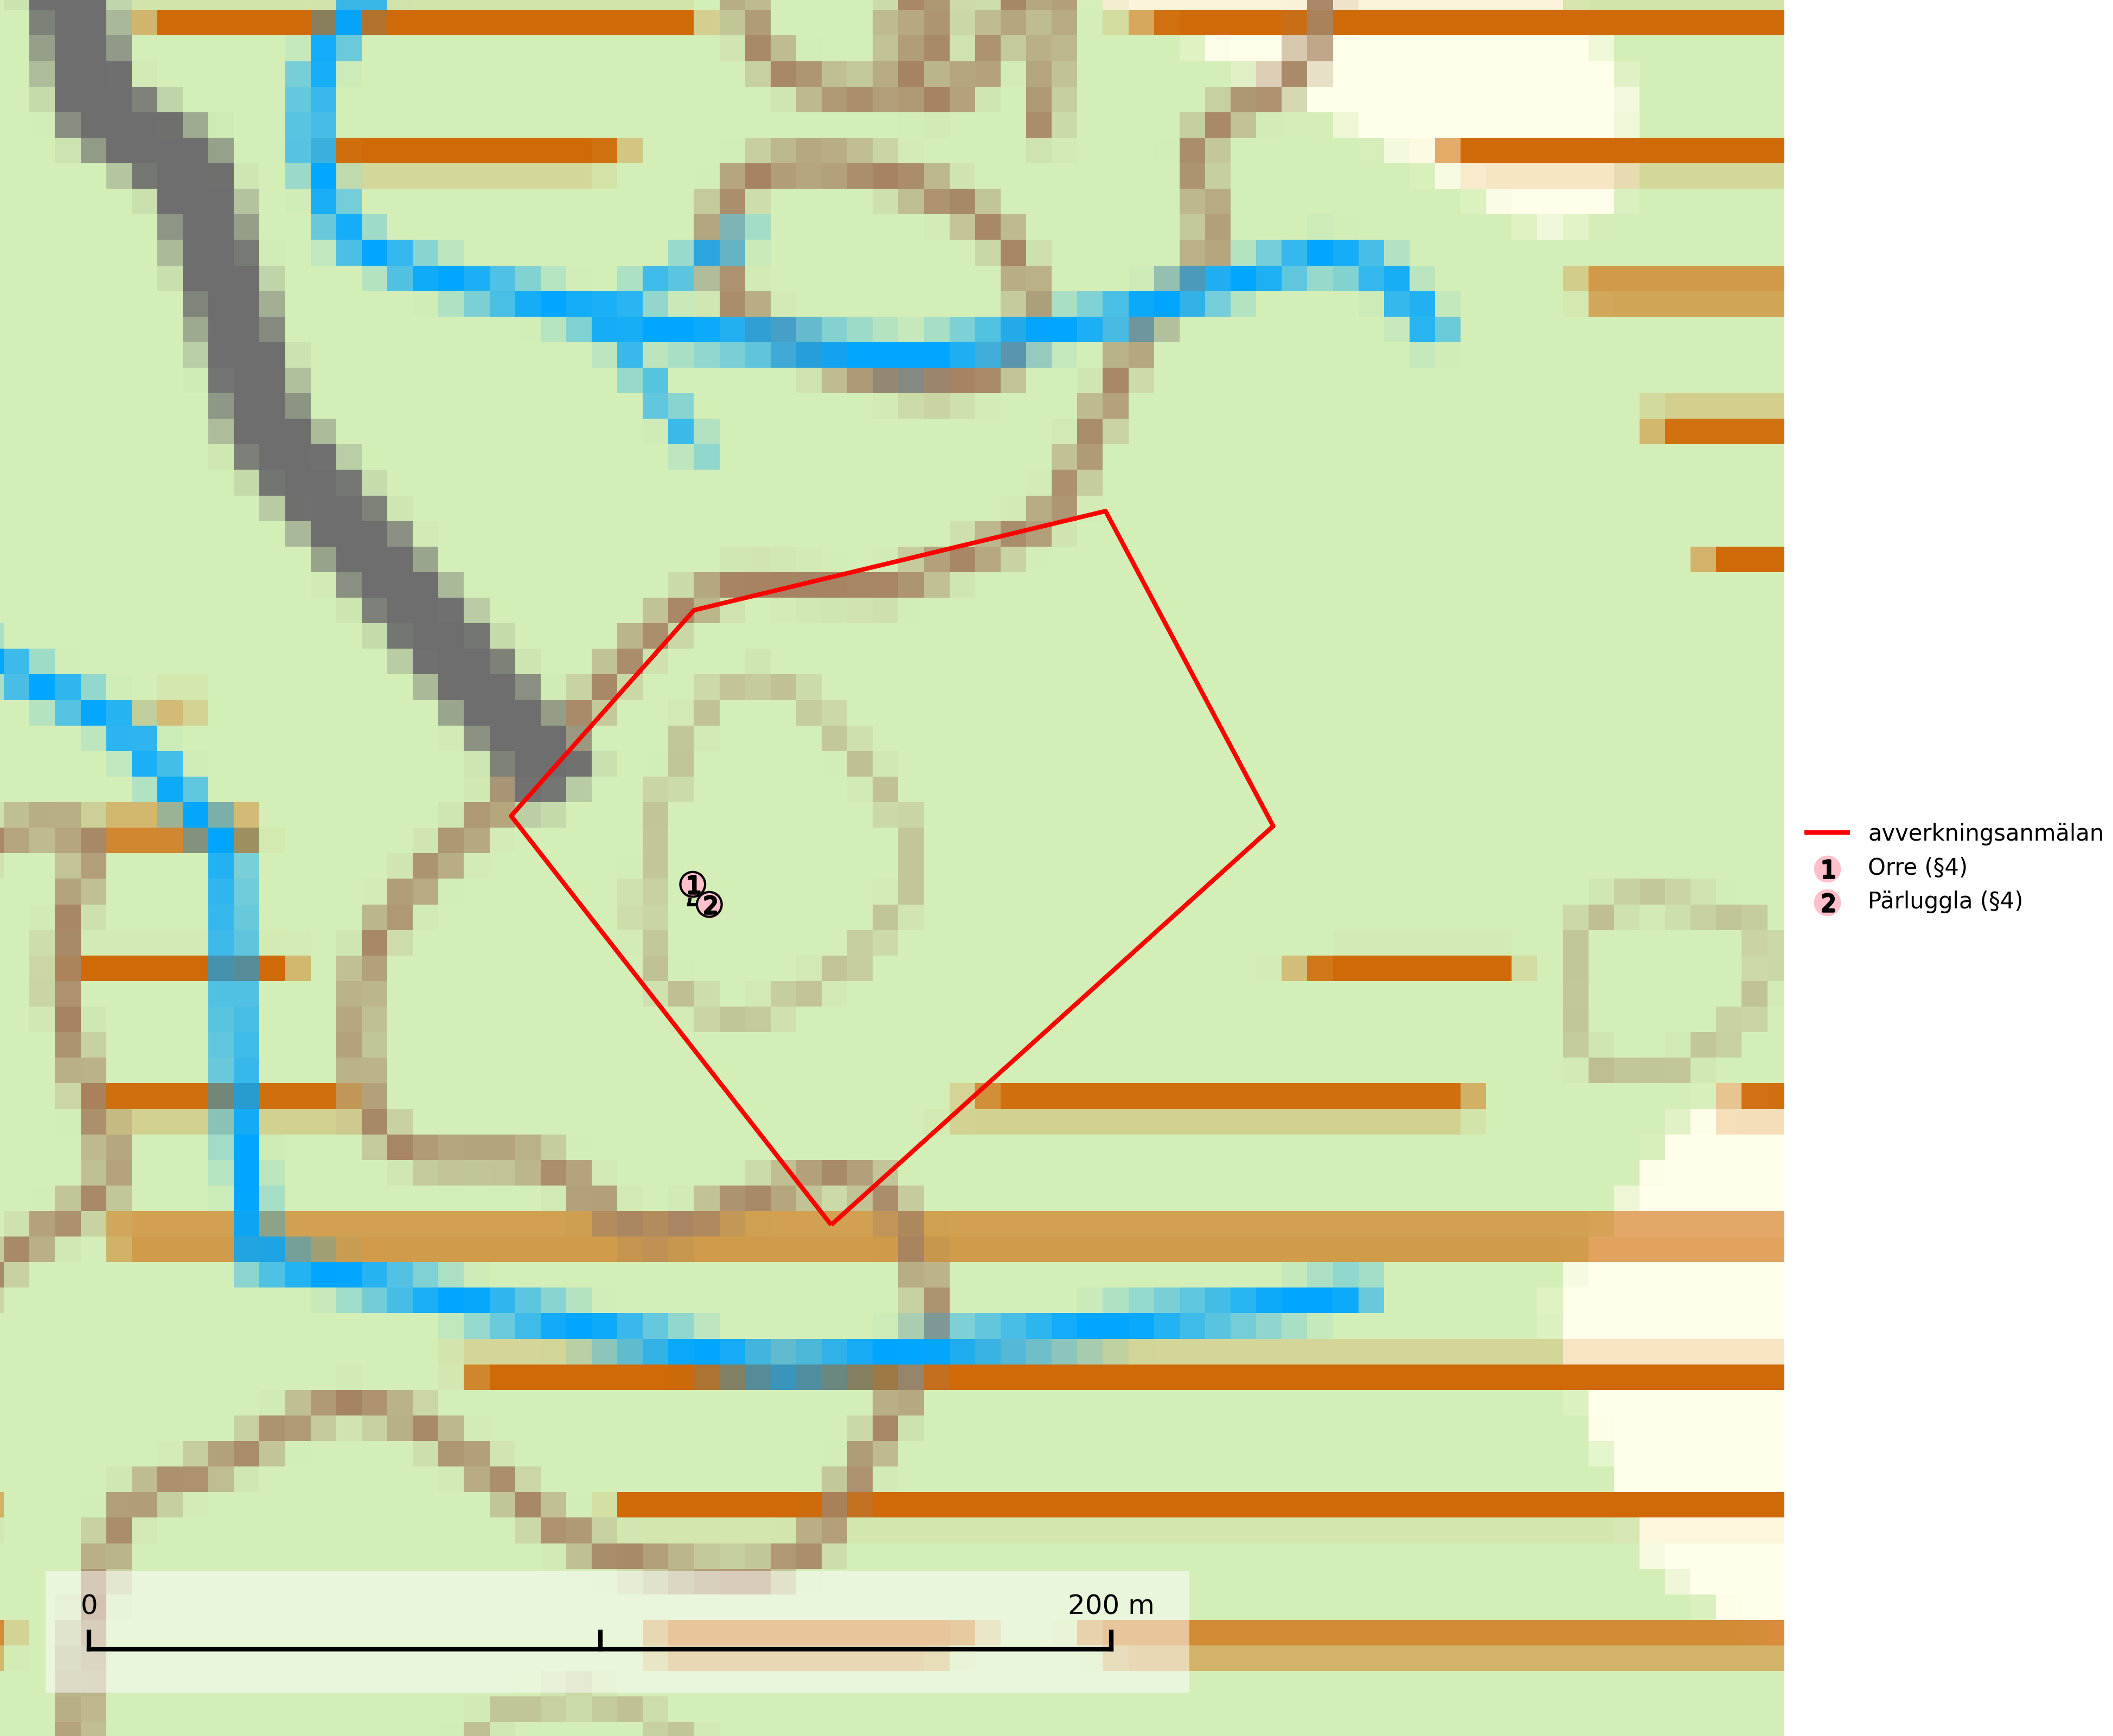 1
2
avverkningsanmälan
1 Orre (§4)
2 Pärluggla (§4)
0 200 m